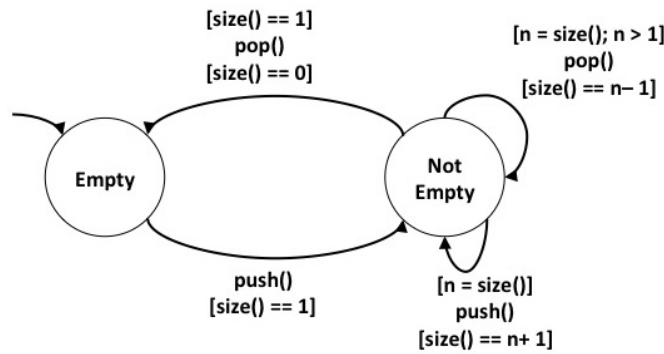 [size() == 1]
pop()
[size() == 0]
[n = size(); n > 1]
pop()
[size() == n– 1]
Empty
Not
Empty
push()
[size() == 1]
[n = size()]
push()
[size() == n+ 1]